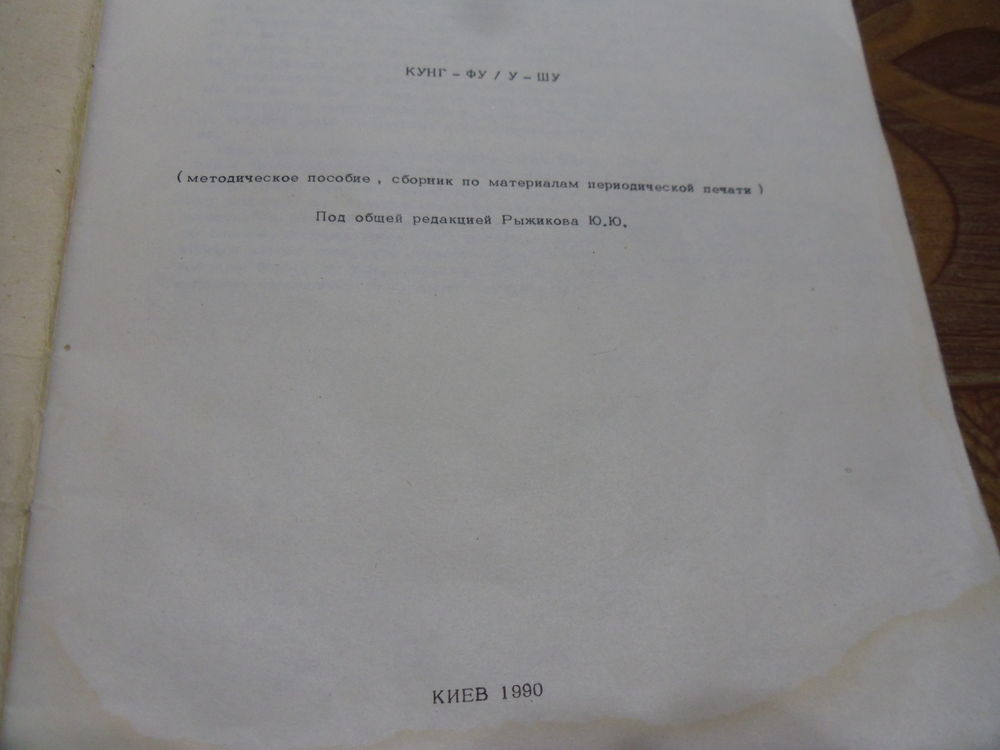 КУНГ - ФУ / У - ШУ
( методическое пособие , сборник по материалам периодической печати )
Под общей редакцией Рыжикова Ю.Ю.
КИЕВ 1990